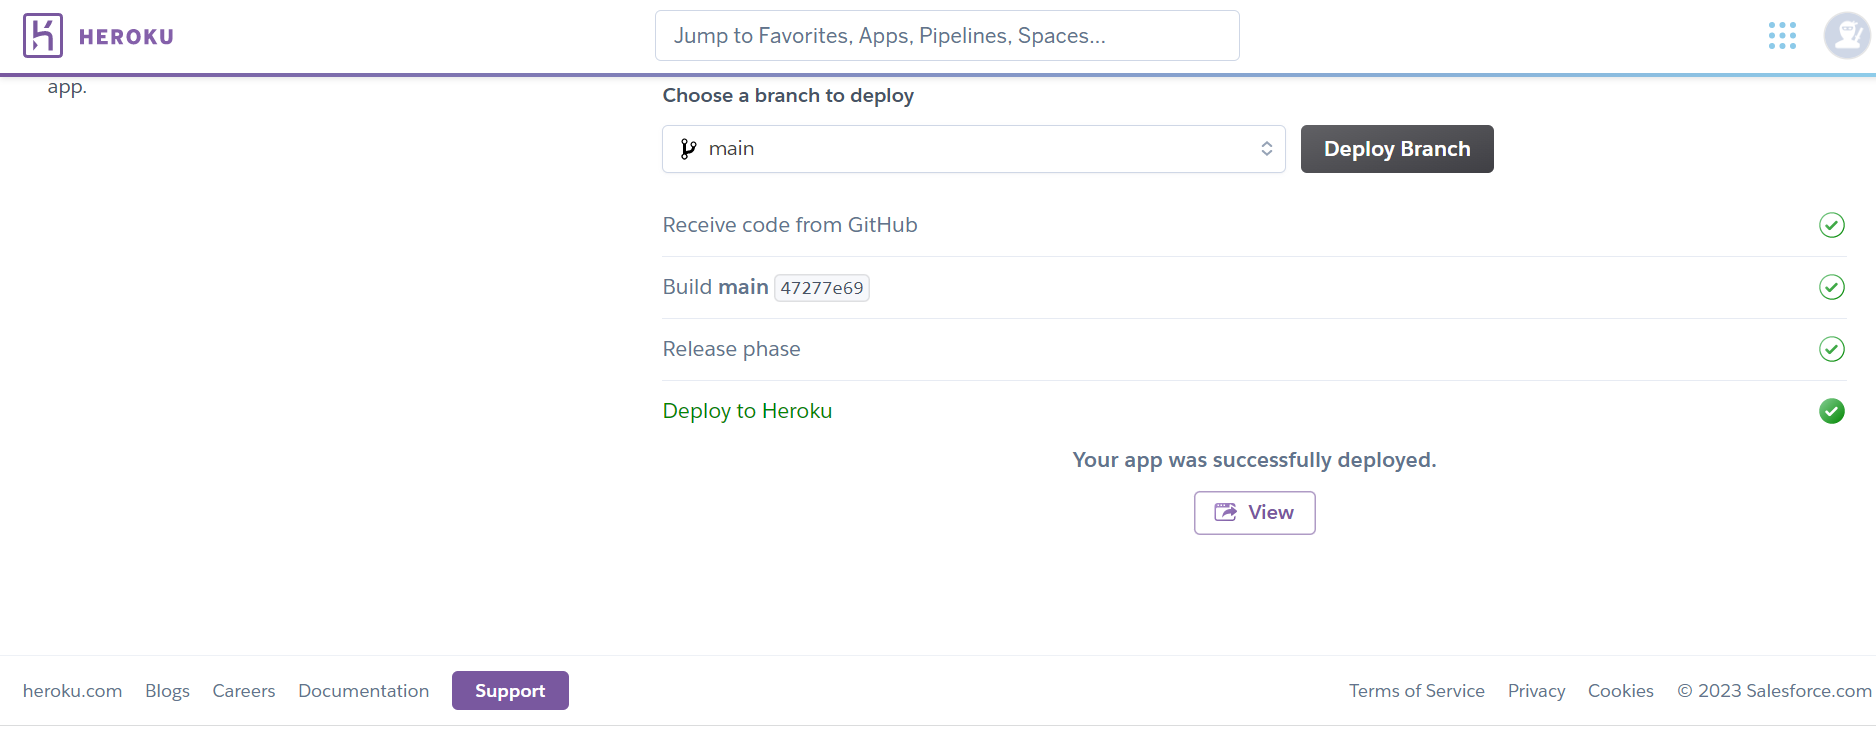 HEROKU
Jump to Favorites, Apps, Pipelines, Spaces...
app.
Choose a branch to deploy
main
Deploy Branch
Receive code from GitHub
Build main 47277e69
Release phase
Deploy to Heroku
Your app was successfully deployed.
View
heroku.com Blogs Careers Documentation Support Terms of Service Privacy Cookies © 2023 Salesforce.com